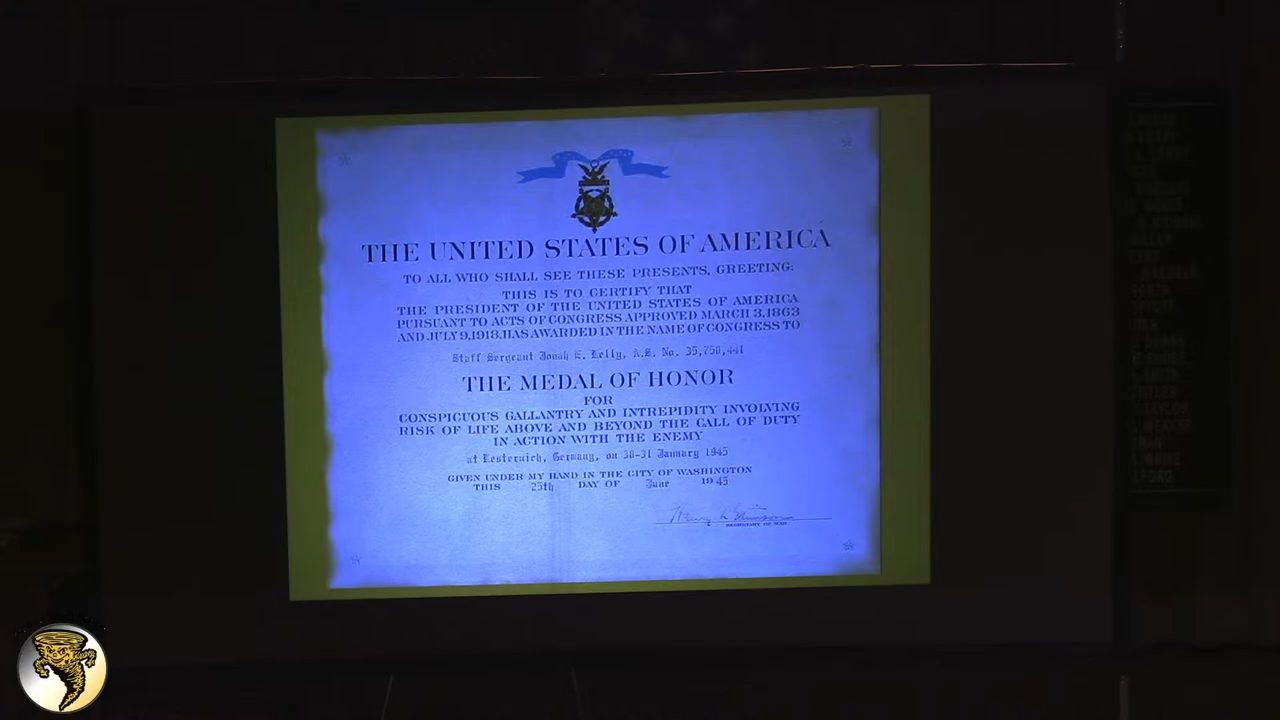 THE UNITED STATES OF AMERICA
TO ALL WHO SHALL SEE THESE PRESENTS, GREETING:
THIS IS TO CERTIFY THAT
THE PRESIDENT OF THE UNITED STATES OF AMERICA
PURSUANT TO ACTS OF CONGRESS APPROVED MARCH 3, 1863
AND JULY 9, 1918, HAS AWARDED IN THE NAME OF CONGRESS TO
Staff Sergeant Jonah E. Kelly, A.S. No. 35,750,441
THE MEDAL OF HONOR
FOR
CONSPICUOUS GALLANTRY AND INTREPIDITY INVOLVING
RISK OF LIFE ABOVE AND BEYOND THE CALL OF DUTY
IN ACTION WITH THE ENEMY
at Kesternich, Germany, on 30-31 January 1945
GIVEN UNDER MY HAND IN THE CITY OF WASHINGTON
THIS 25th DAY OF June 1945
Henry L Stimson
SECRETARY OF WAR